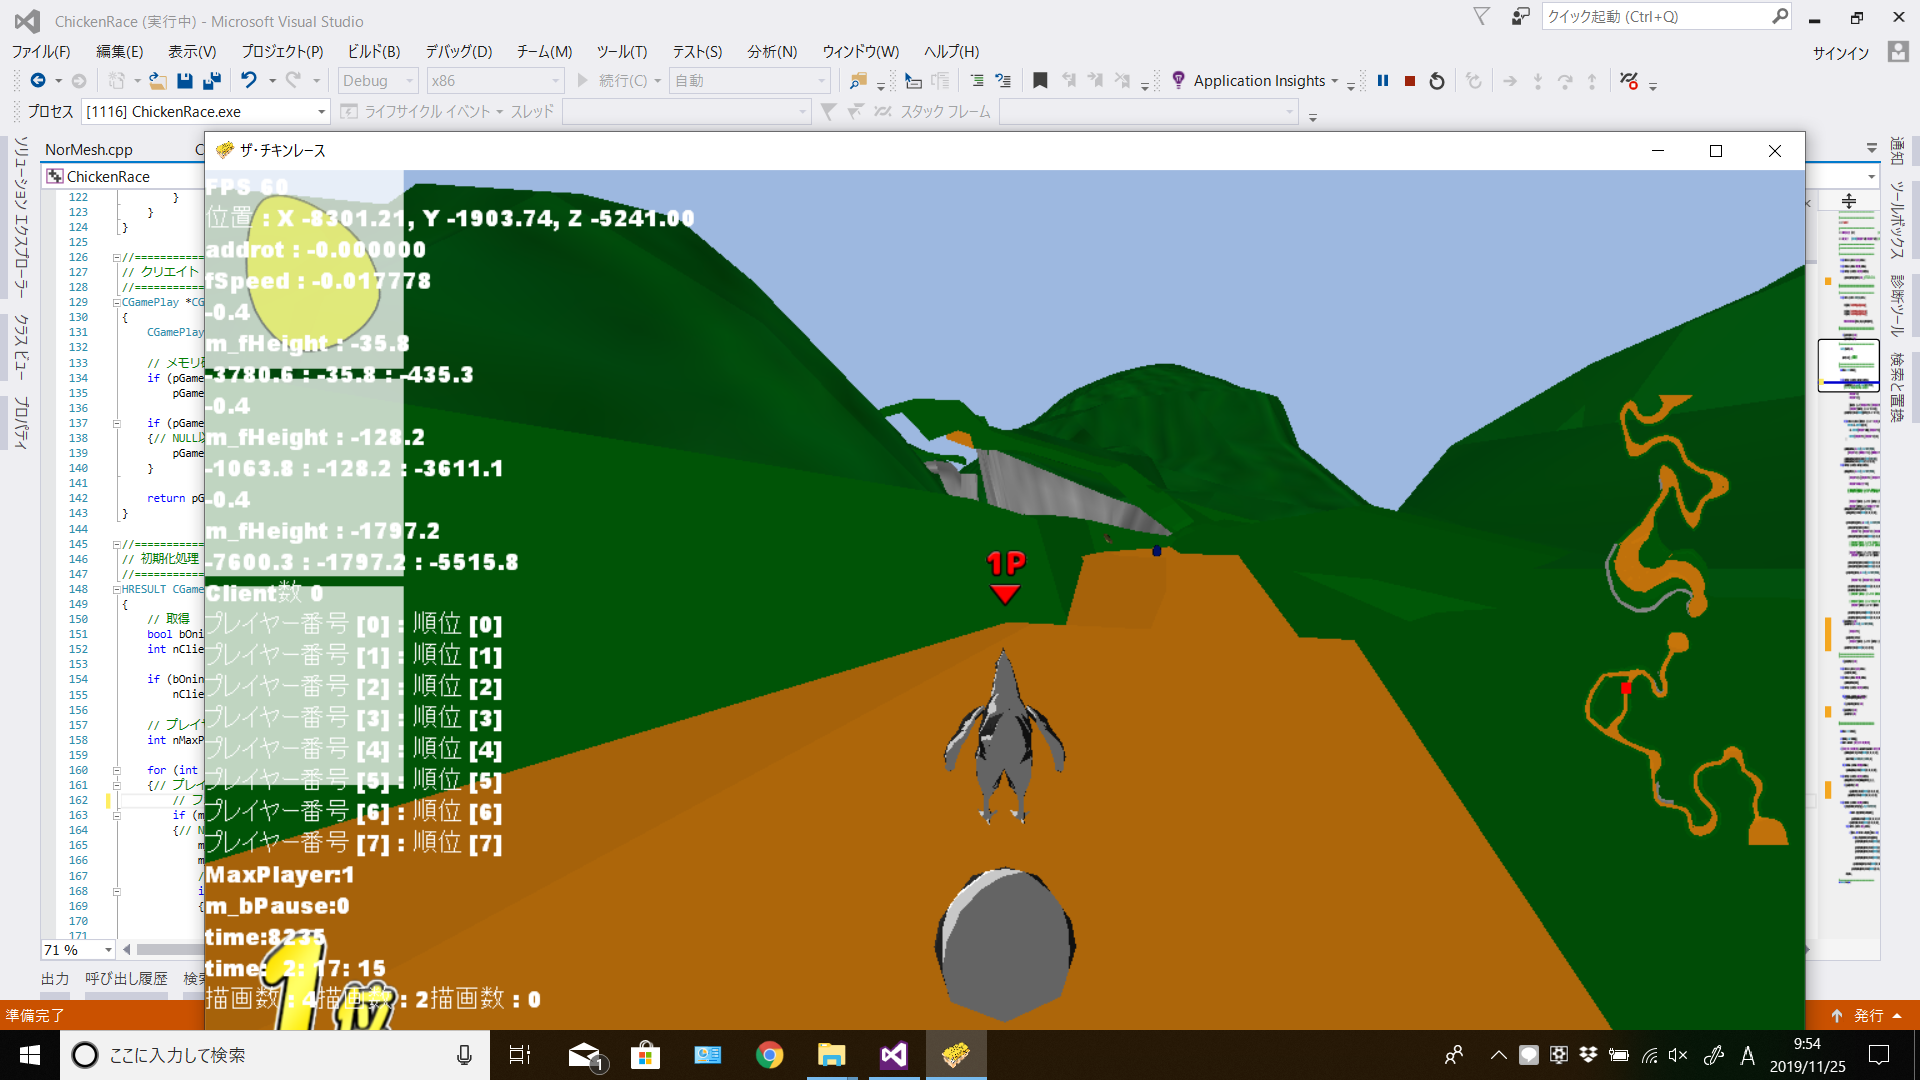 ChickenRace (実行中) - Microsoft Visual Studio
クイック起動 (Ctrl+Q)
ファイル(F) 編集(E) 表示(V) プロジェクト(P) ビルド(B) デバッグ(D) チーム(M) ツール(T) テスト(S) 分析(N) ウィンドウ(W) ヘルプ(H)
サインイン
Debug x86 続行(C) 自動 Application Insights
プロセス [1116] ChickenRace.exe ライフサイクル イベント スレッド スタック フレーム
ソリューション エクスプローラー
クラス ビュー
プロパティ
NorMesh.cpp
ChickenRace
122 }
123 }
124 }
125
126 //===========
127 // クリエイト
128 //===========
129 CGamePlay *CG
130 {
131 CGamePlay
132
133 // メモリ
134 if (pGame
135 pGame
136
137 if (pGame
138 {// NULL
139 pGame
140 }
141
142 return pG
143 }
144
145 //===========
146 // 初期化処理
147 //===========
148 HRESULT CGame
149 {
150 // 取得
151 bool bOni
152 int nClie
153
154 if (bOnin
155 nClie
156
157 // プレイヤ
158 int nMaxP
159
160 for (int
161 {// プレイ
162 // フ
163 if (m
164 {// N
165 m
166 m
167 /
168 i
169 {
170
171
71 %
出力 呼び出し履歴
準備完了
ザ・チキンレース
FPS 60
位置 : X -8301.21, Y -1903.74, Z -5241.00
addrot : -0.000000
fSpeed : -0.017778
-0.4
m_fHeight : -35.8
-3780.6 : -35.8 : -435.3
-0.4
m_fHeight : -128.2
-1063.8 : -128.2 : -3611.1
-0.4
m_fHeight : -1797.2
-7600.3 : -1797.2 : -5515.8
Client数 0
プレイヤー番号 [0] : 順位 [0]
プレイヤー番号 [1] : 順位 [1]
プレイヤー番号 [2] : 順位 [2]
プレイヤー番号 [3] : 順位 [3]
プレイヤー番号 [4] : 順位 [4]
プレイヤー番号 [5] : 順位 [5]
プレイヤー番号 [6] : 順位 [6]
プレイヤー番号 [7] : 順位 [7]
MaxPlayer:1
m_bPause:0
time:8235
time: 2: 17: 15
描画数 : 4描画数 : 2描画数 : 0
1位
1P
通知
ツールボックス
診断ツール
検索と置換
発行
ここに入力して検索
1
A
9:54
2019/11/25